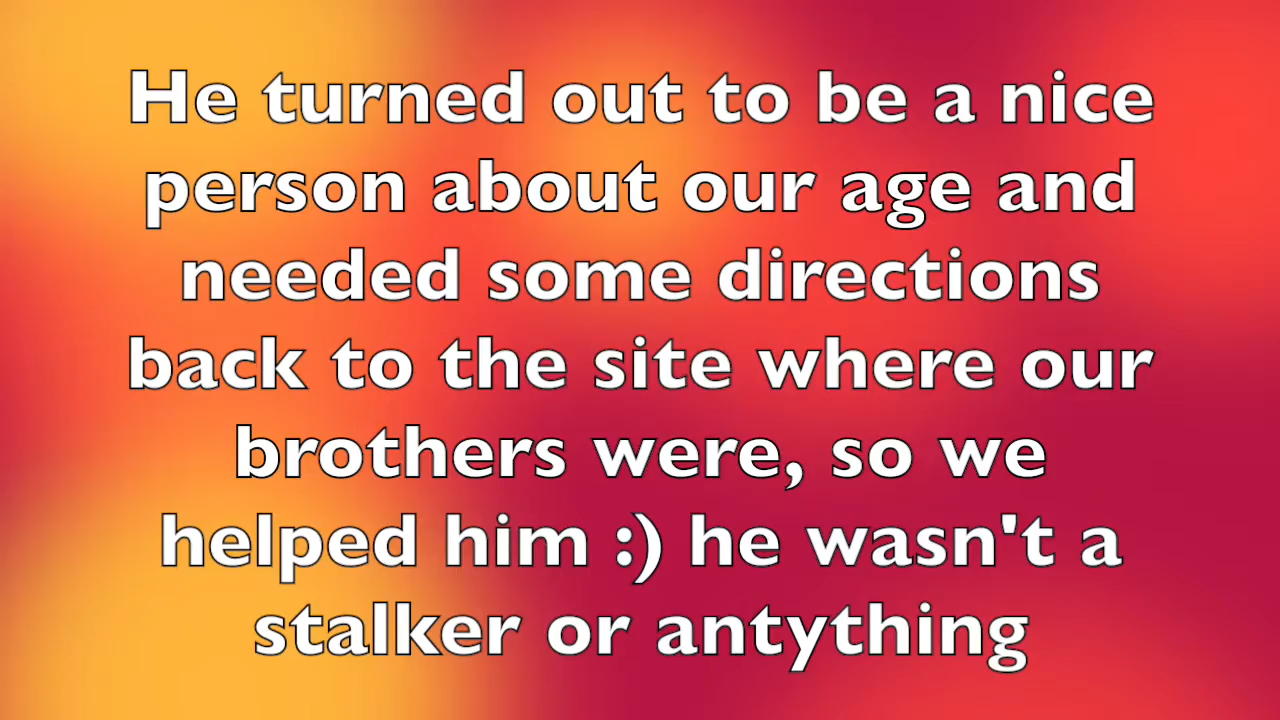 He turned out to be a nice
person about our age and
needed some directions
back to the site where our
brothers were, so we
helped him :) he wasn't a
stalker or antything